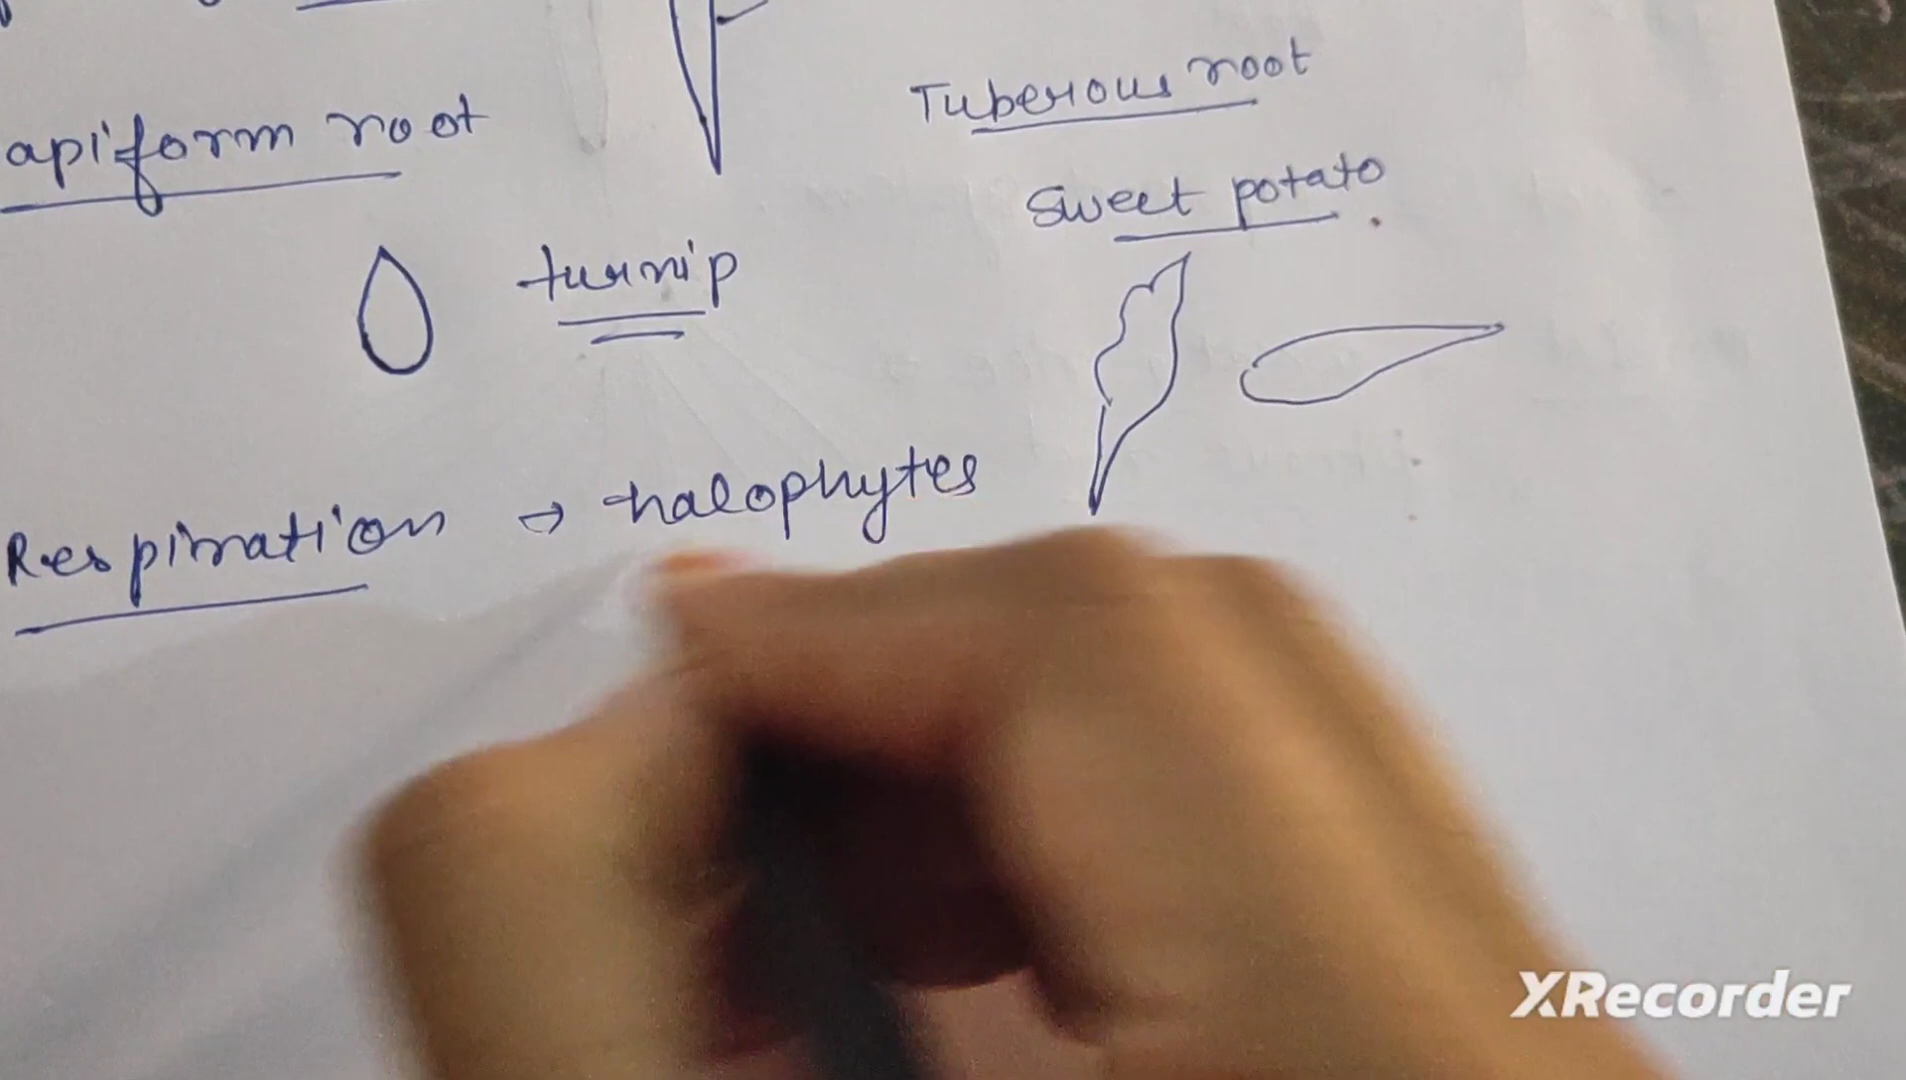 apiform root
turnip
Tuberous root
Sweet potato
Respiration → halophytes
XRecorder